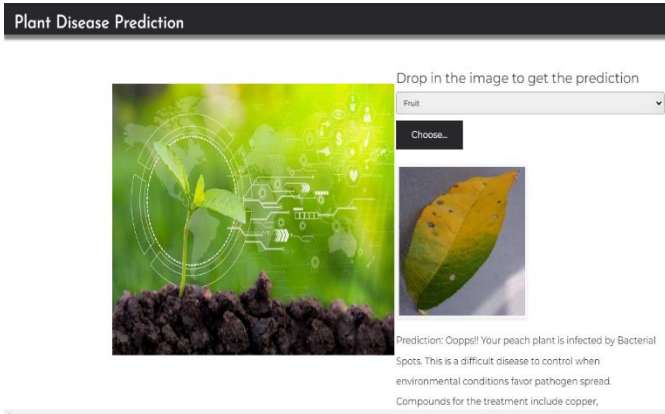 Plant Disease Prediction
Drop in the image to get the prediction
Fruit
Choose...
Prediction: Oopps!! Your peach plant is infected by Bacterial
Spots. This is a difficult disease to control when
environmental conditions favor pathogen spread.
Compounds for the treatment include copper,